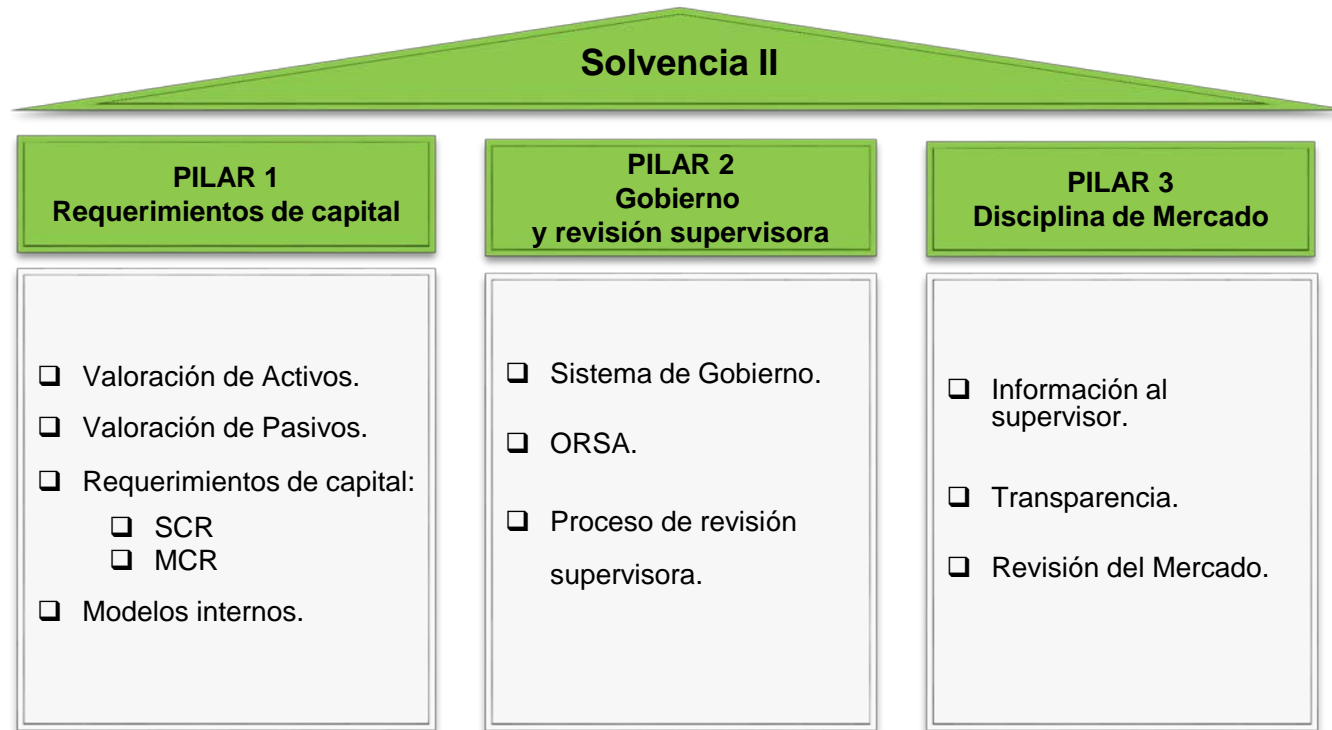 Solvencia II
PILAR 1
Requerimientos de capital
❑ Valoración de Activos.
❑ Valoración de Pasivos.
❑ Requerimientos de capital:
❑ SCR
❑ MCR
❑ Modelos internos.
PILAR 2
Gobierno
y revisión supervisora
❑ Sistema de Gobierno.
❑ ORSA.
❑ Proceso de revisión
supervisora.
PILAR 3
Disciplina de Mercado
❑ Información al
supervisor.
❑ Transparencia.
❑ Revisión del Mercado.